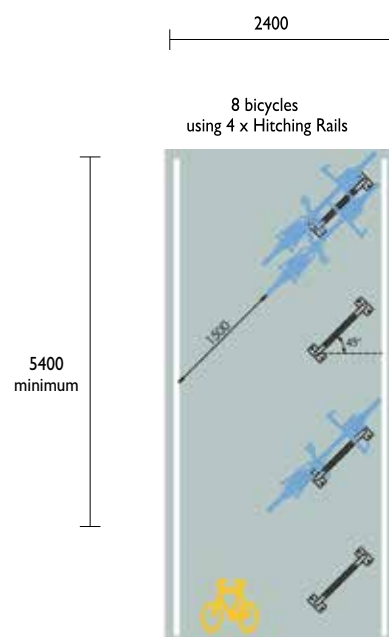 2400
8 bicycles
using 4 x Hitching Rails
1500
45°
5400
minimum